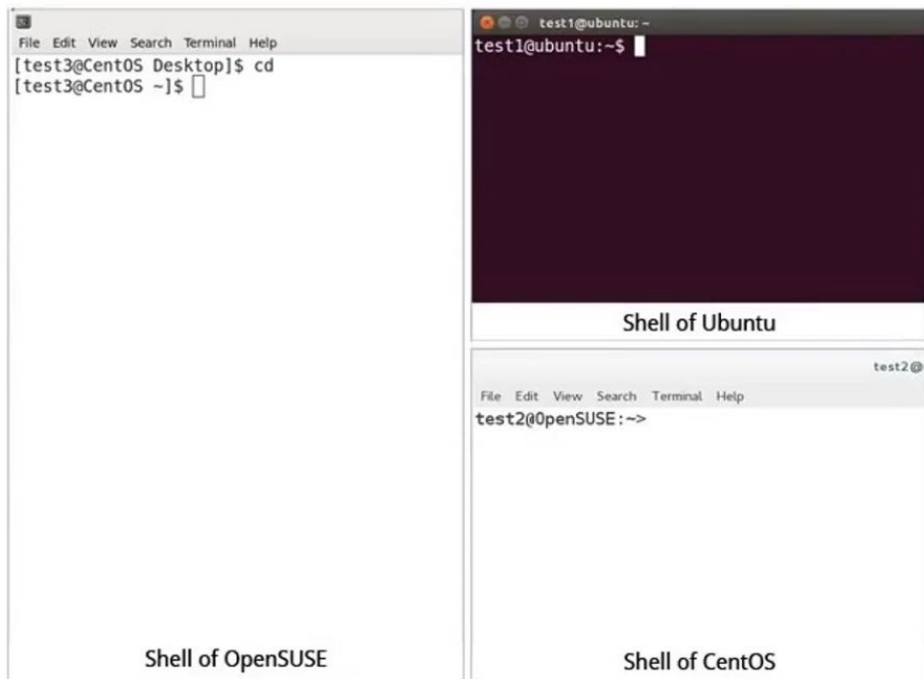 File Edit View Search Terminal Help
[test3@CentOS Desktop]$ cd
[test3@CentOS ~]$
Shell of OpenSUSE
test1@ubuntu: ~
test1@ubuntu:~$
Shell of Ubuntu
test2@
File Edit View Search Terminal Help
test2@OpenSUSE:~>
Shell of CentOS